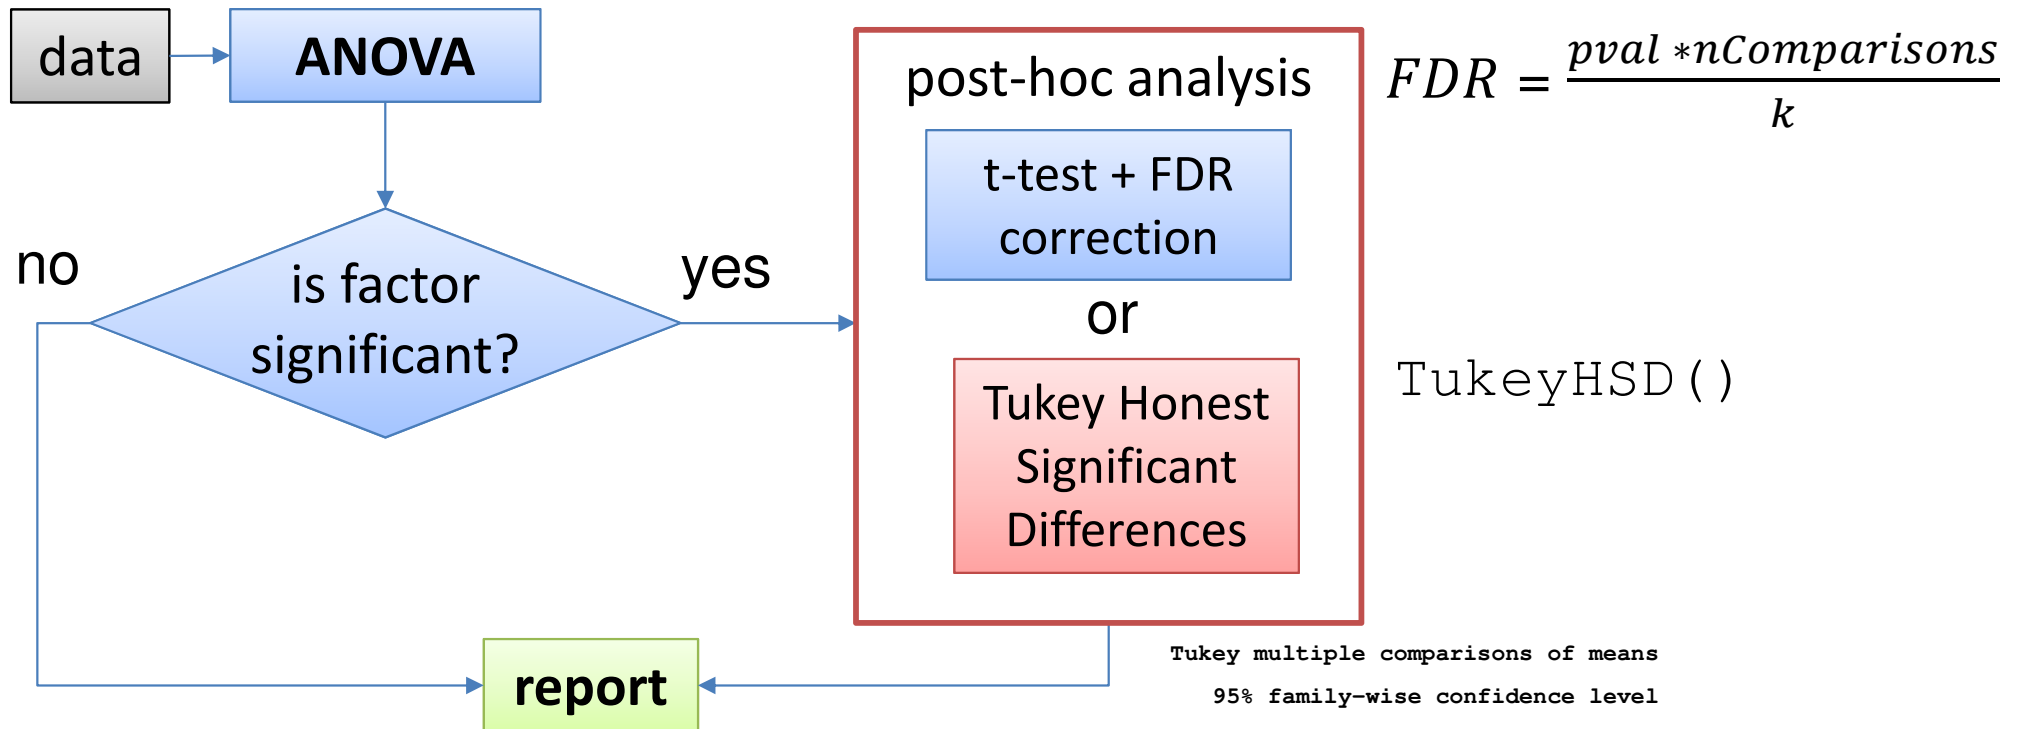 data
ANOVA
post-hoc analysis
FDR = pval *nComparisons / k
t-test + FDR
correction
no
is factor
significant?
yes
or
TukeyHSD()
Tukey Honest
Significant
Differences
report
Tukey multiple comparisons of means
95% family-wise confidence level